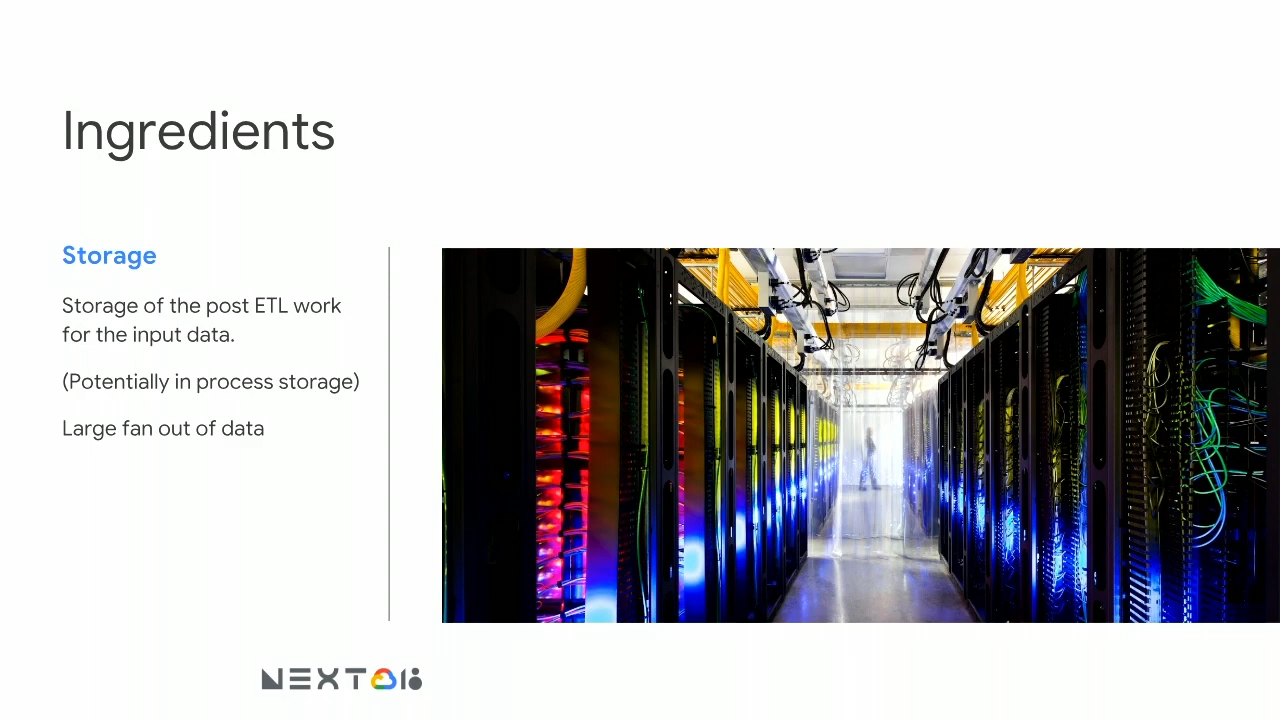 Ingredients
Storage
Storage of the post ETL work
for the input data.
(Potentially in process storage)
Large fan out of data
NEXT 18